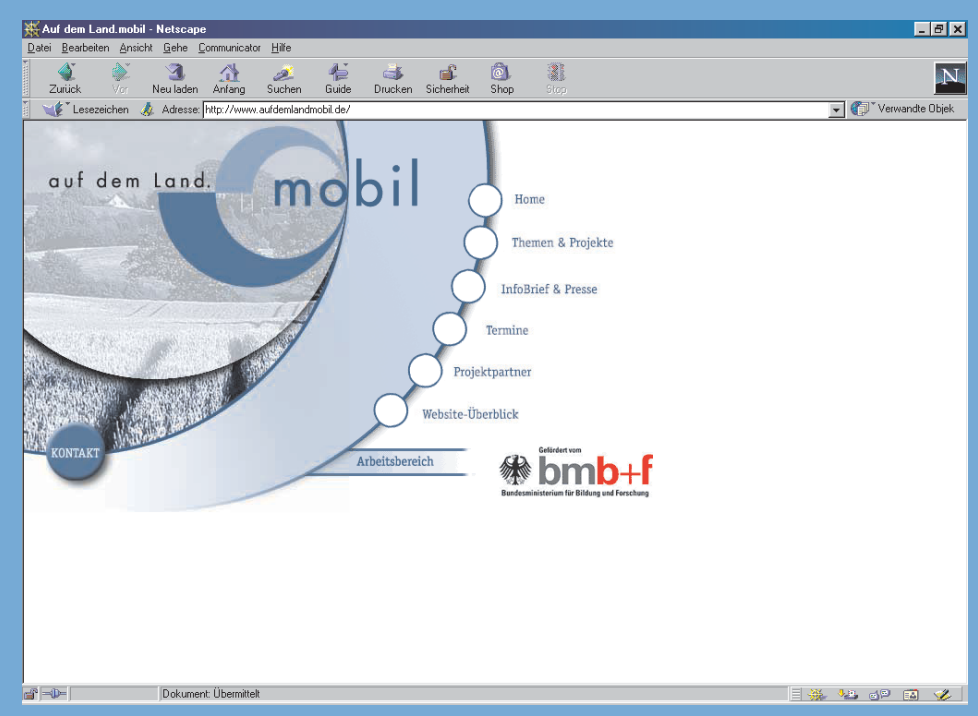 Auf dem Land.mobil - Netscape
Datei Bearbeiten Ansicht Gehe Communicator Hilfe
Zurück Vor Neu laden Anfang Suchen Guide Drucken Sicherheit Shop Stop
N
Lesezeichen Adresse: http://www.aufdemlandmobil.de/ Verwandte Objek
auf dem Land. mobil
Home
Themen & Projekte
InfoBrief & Presse
Termine
Projektpartner
Website-Überblick
KONTAKT
Arbeitsbereich
Gefördert vom
bmb+f
Bundesministerium für Bildung und Forschung
Dokument: Übermittelt